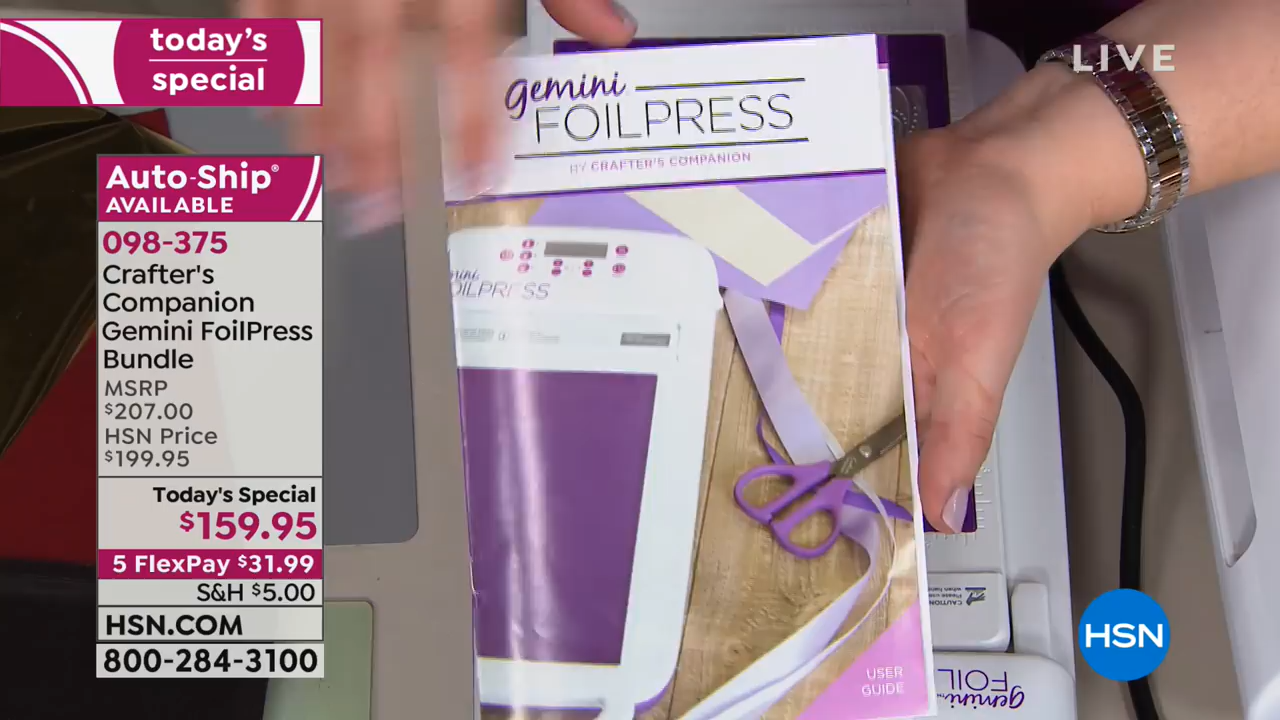 today's
special
LIVE
Auto-Ship®
AVAILABLE
098-375
Crafter's
Companion
Gemini FoilPress
Bundle
MSRP
$207.00
HSN Price
$199.95
Today's Special
$159.95
5 FlexPay $31.99
S&H $5.00
HSN.COM
800-284-3100
gemini
FOILPRESS
BY CRAFTER'S COMPANION
FOILPRESS
USER
GUIDE
CAUTION
HSN
gemini
FOIL